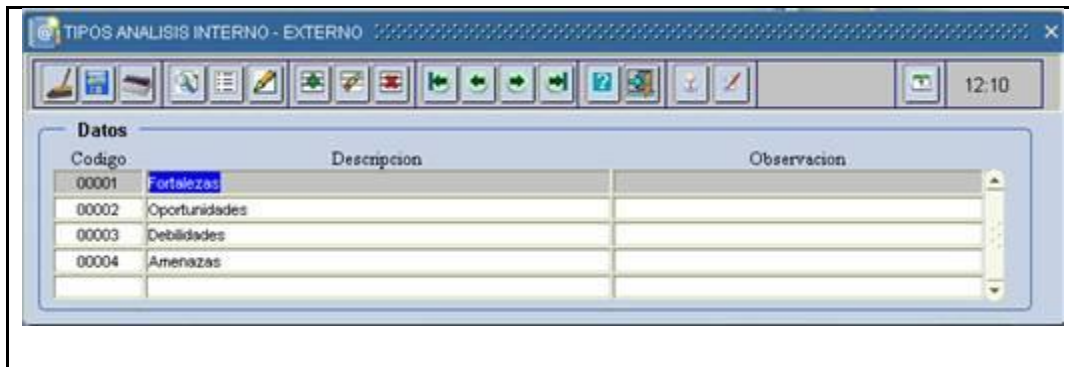 TIPOS ANALISIS INTERNO - EXTERNO
12:10
Datos
Codigo Descripcion Observacion
00001 Fortalezas
00002 Oportunidades
00003 Debilidades
00004 Amenazas